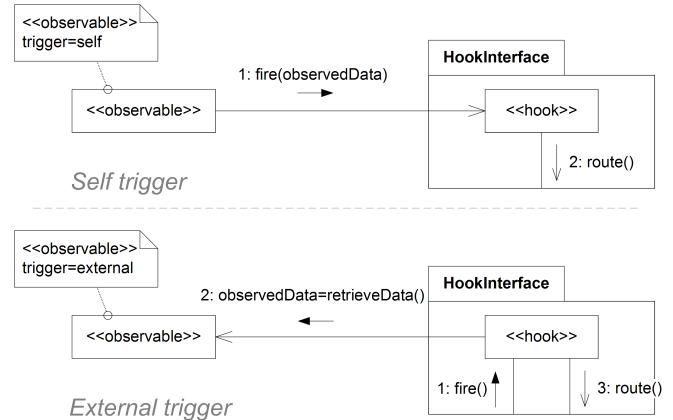 <<observable>>
trigger=self
HookInterface
1: fire(observedData)
<<observable>>
<<hook>>
2: route()
Self trigger
<<observable>>
trigger=external
HookInterface
2: observedData=retrieveData()
<<observable>>
<<hook>>
1: fire()
3: route()
External trigger